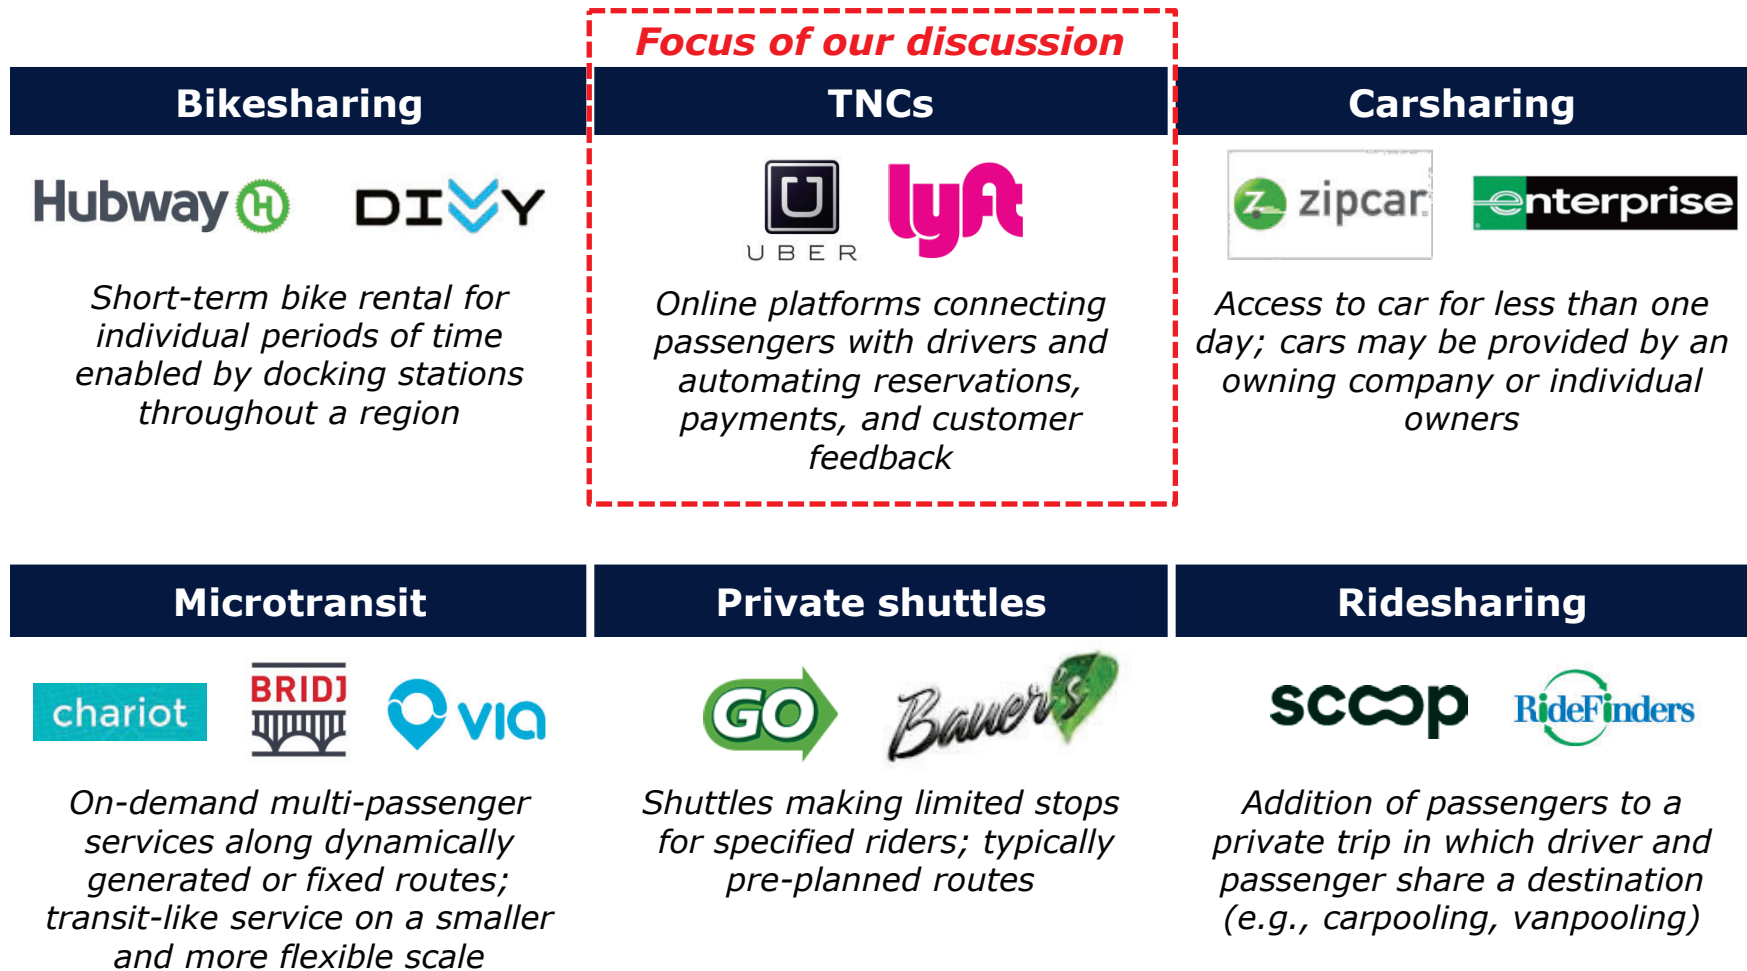 Focus of our discussion
Bikesharing
Hubway H
DIVVY
Short-term bike rental for
individual periods of time
enabled by docking stations
throughout a region
TNCs
U
UBER
lyft
Online platforms connecting
passengers with drivers and
automating reservations,
payments, and customer
feedback
Carsharing
Z zipcar
enterprise
Access to car for less than one
day; cars may be provided by an
owning company or individual
owners
Microtransit
chariot
BRIDJ
via
On-demand multi-passenger
services along dynamically
generated or fixed routes;
transit-like service on a smaller
and more flexible scale
Private shuttles
GO
Bauer's
Shuttles making limited stops
for specified riders; typically
pre-planned routes
Ridesharing
scoop
RideFinders
Addition of passengers to a
private trip in which driver and
passenger share a destination
(e.g., carpooling, vanpooling)